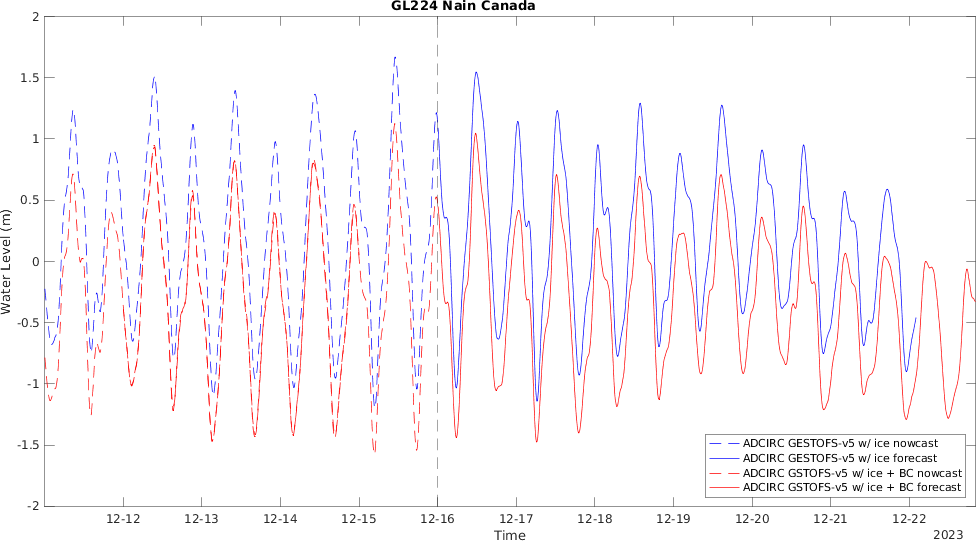 GL224 Nain Canada
2
1.5
1
0.5
0
-0.5
-1
-1.5
-2
Water Level (m)
ADCIRC GESTOFS-v5 w/ ice nowcast
ADCIRC GESTOFS-v5 w/ ice forecast
ADCIRC GSTOFS-v5 w/ ice + BC nowcast
ADCIRC GSTOFS-v5 w/ ice + BC forecast
12-12 12-13 12-14 12-15 12-16 12-17 12-18 12-19 12-20 12-21 12-22
Time
2023